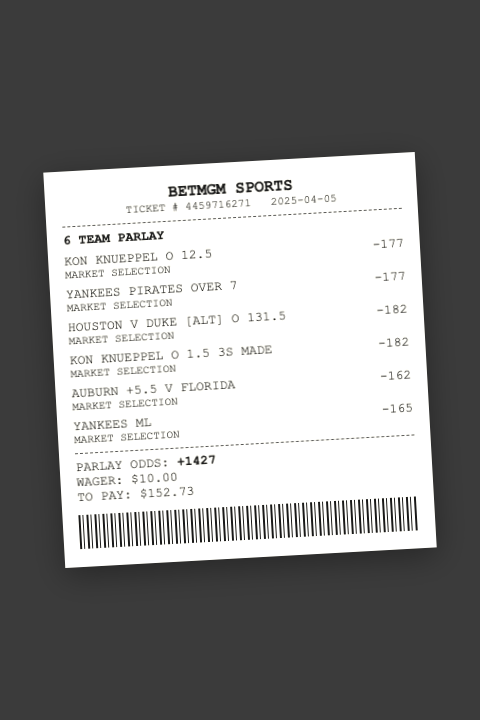 BETMGM SPORTS
TICKET # 4459716271 2025-04-05
6 TEAM PARLAY
KON KNUEPPEL O 12.5 -177
MARKET SELECTION
YANKEES PIRATES OVER 7 -177
MARKET SELECTION
HOUSTON V DUKE [ALT] O 131.5 -182
MARKET SELECTION
KON KNUEPPEL O 1.5 3S MADE -182
MARKET SELECTION
AUBURN +5.5 V FLORIDA -162
MARKET SELECTION
YANKEES ML -165
MARKET SELECTION
PARLAY ODDS: +1427
WAGER: $10.00
TO PAY: $152.73